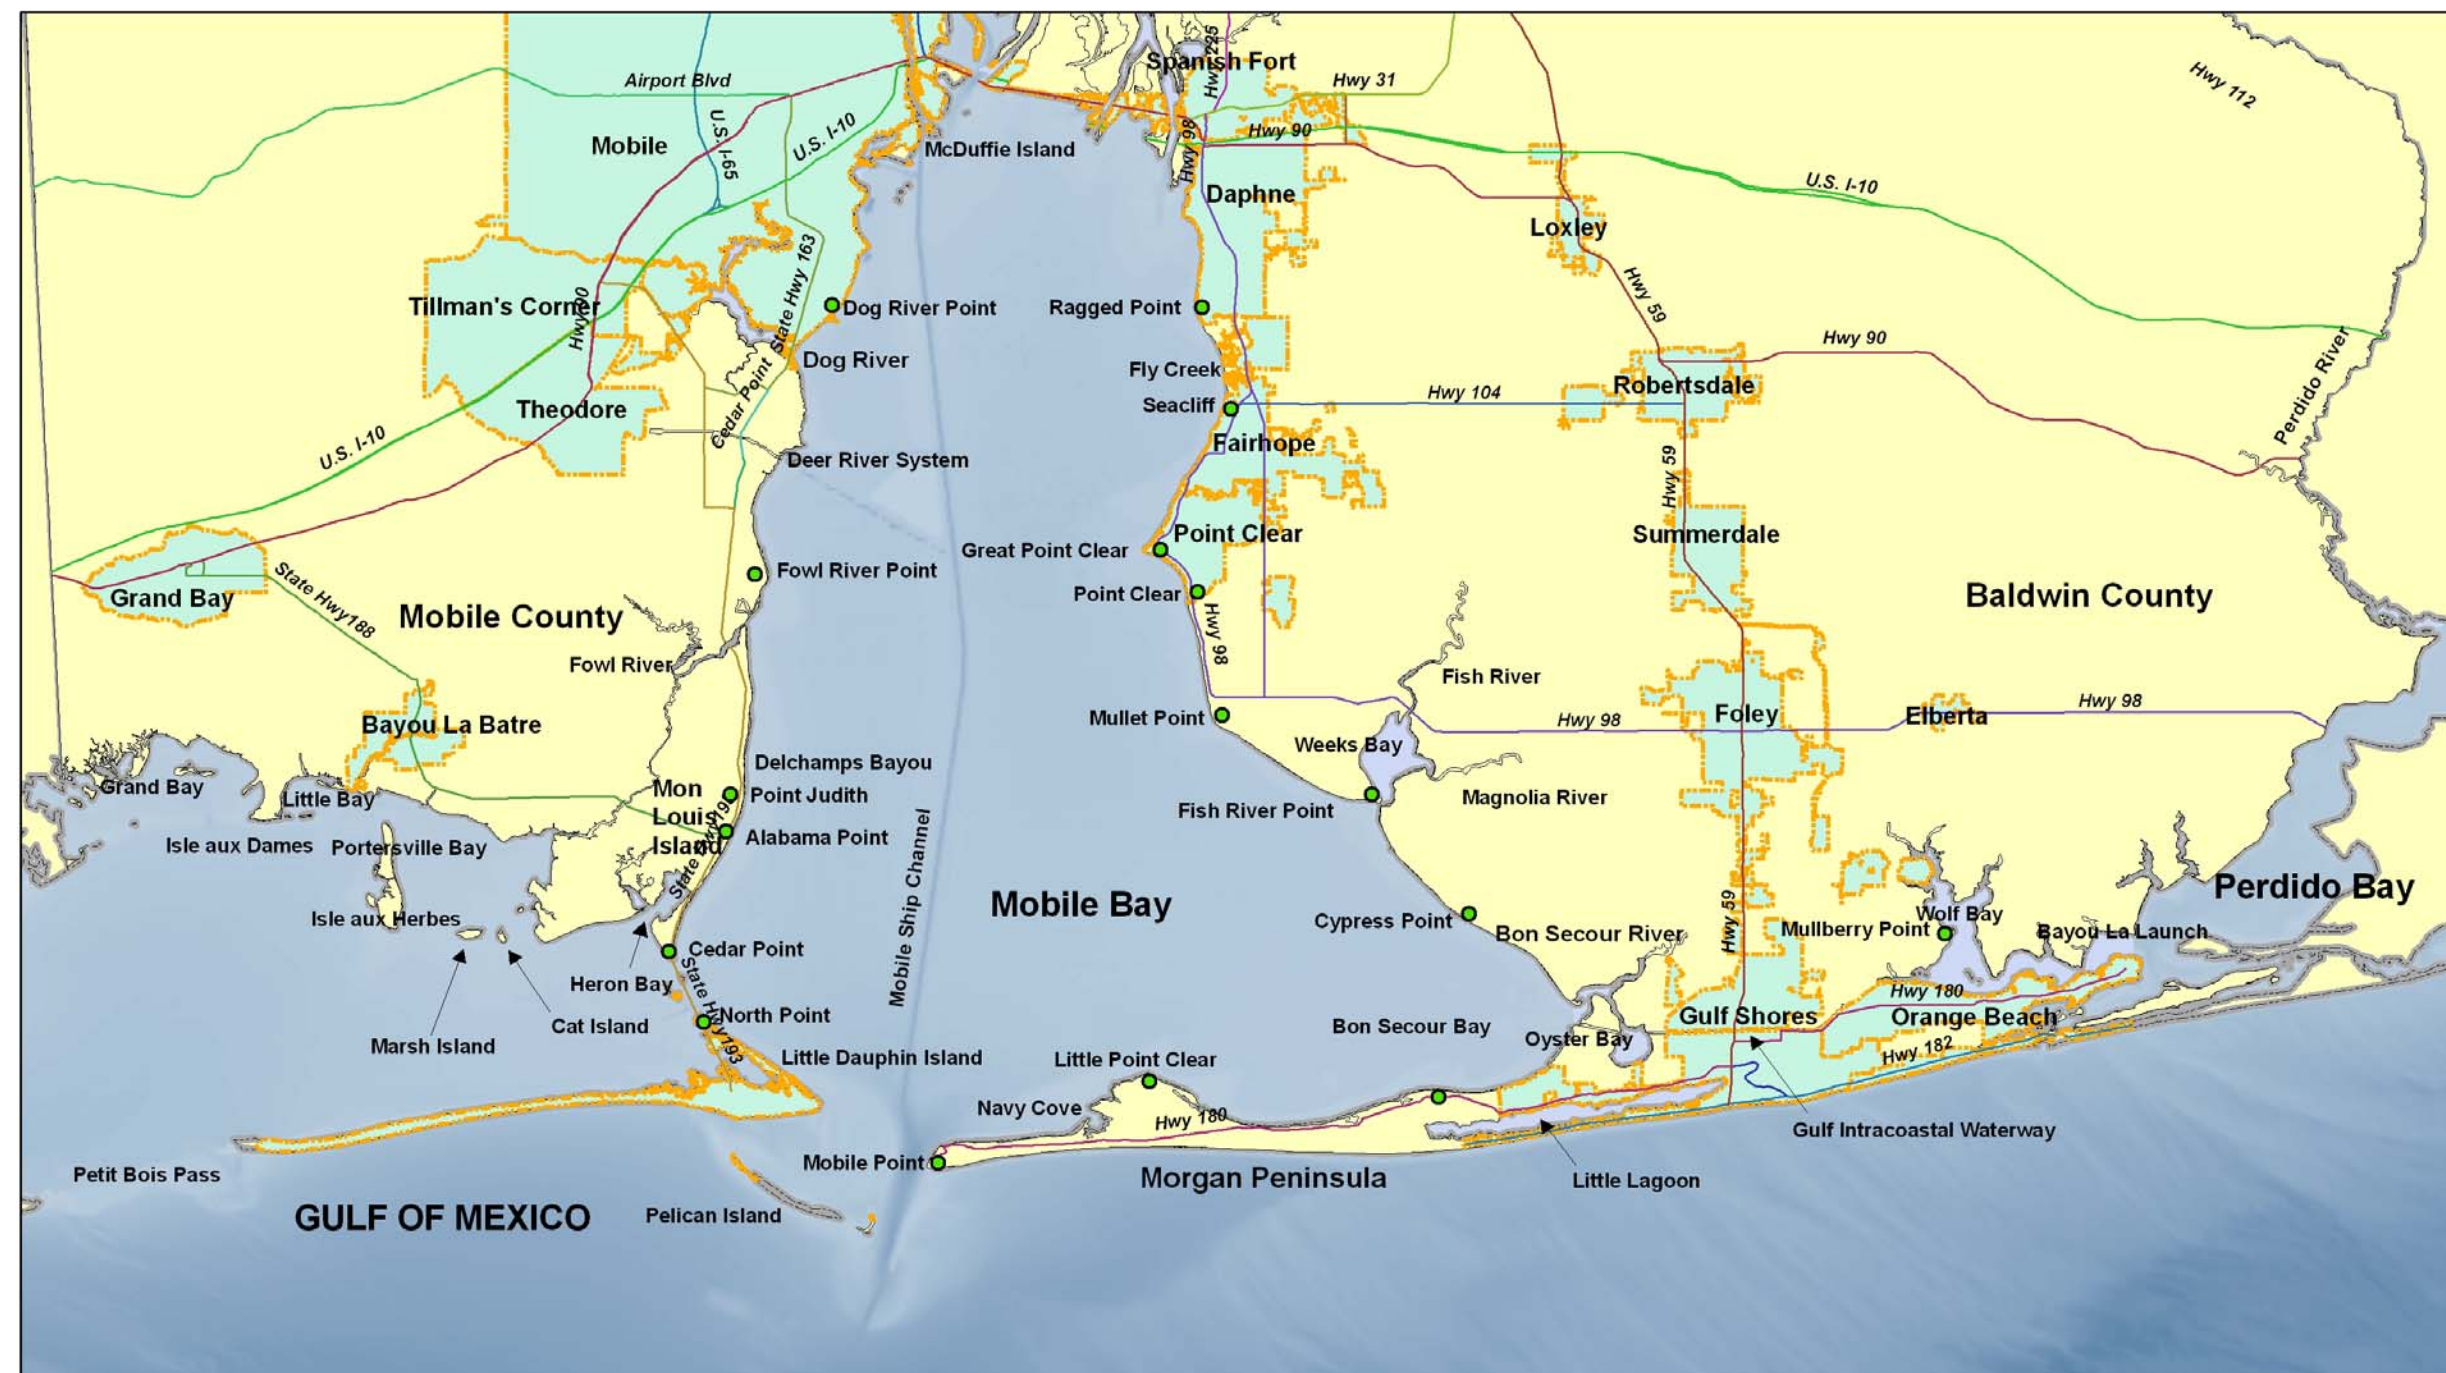 Spanish Fort
Hwy 225
Airport Blvd
Hwy 31
Hwy 112
Mobile
U.S. I-65
U.S. I-10
McDuffie Island
Hwy 98
Hwy 90
Daphne
U.S. I-10
Loxley
Tillman's Corner
Hwy 90
State Hwy 163
Dog River Point
Ragged Point
Hwy 59
Dog River
Fly Creek
Hwy 90
Perdido River
Theodore
Cedar Point
Seacliff
Hwy 104
Robertsdale
U.S. I-10
Fairhope
Deer River System
Hwy 59
Great Point Clear
Point Clear
Summerdale
Fowl River Point
Grand Bay
State Hwy188
Mobile County
Point Clear
Hwy 98
Baldwin County
Fowl River
Fish River
Bayou La Batre
Mullet Point
Hwy 98
Foley
Elberta
Hwy 98
Weeks Bay
Delchamps Bayou
Grand Bay
Little Bay
Mon
Louis
Island
Point Judith
State Hwy 193
Fish River Point
Magnolia River
Isle aux Dames
Portersville Bay
Alabama Point
Mobile Ship Channel
Mobile Bay
Perdido Bay
Isle aux Herbes
Cypress Point
Bon Secour River
Hwy 59
Mullberry Point
Wolf Bay
Bayou La Launch
Cedar Point
Heron Bay
State Hwy193
North Point
Hwy 180
Marsh Island
Cat Island
Bon Secour Bay
Oyster Bay
Gulf Shores
Orange Beach
Little Dauphin Island
Little Point Clear
Hwy 182
Navy Cove
Hwy 180
Gulf Intracoastal Waterway
Petit Bois Pass
Mobile Point
Morgan Peninsula
Little Lagoon
GULF OF MEXICO
Pelican Island